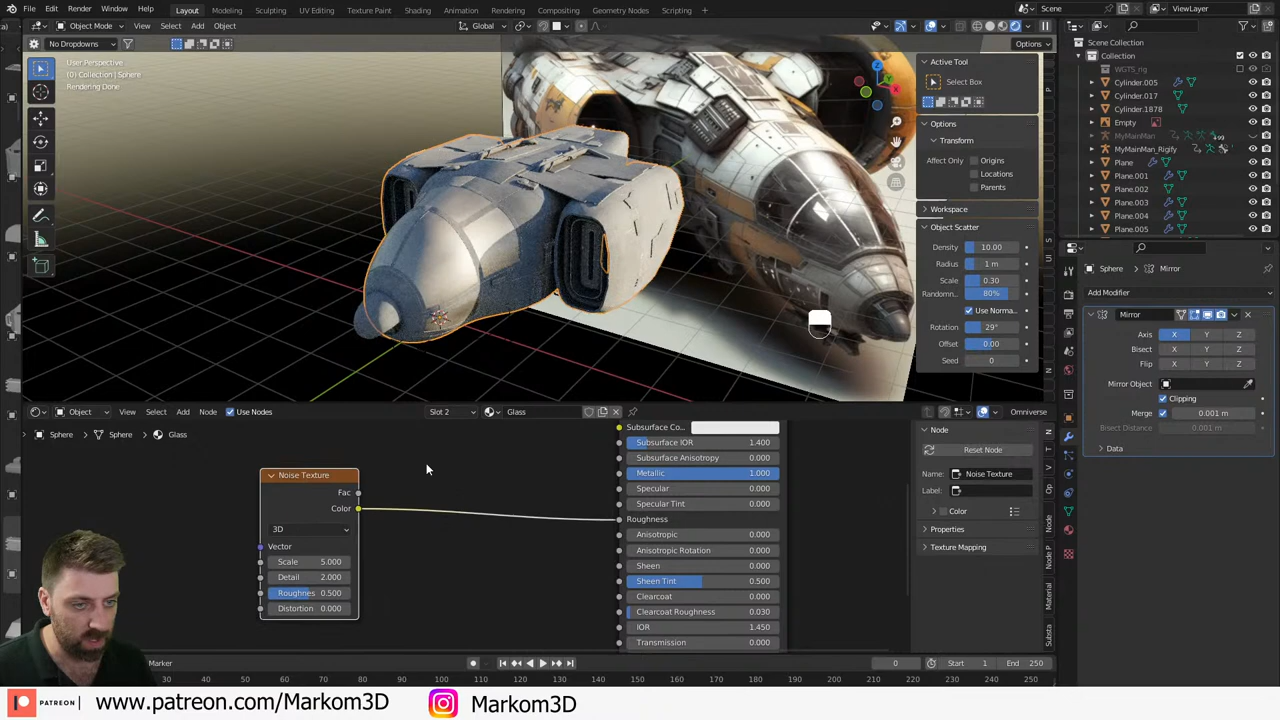 File Edit Render Window Help Layout Modeling Sculpting UV Editing Texture Paint Shading Animation Rendering Compositing Geometry Nodes Scripting Scene ViewLayer
Object Mode View Select Add Object Global
No Dropdowns Options
User Perspective
(0) Collection | Sphere
Rendering Done
Active Tool
Select Box
Options
Transform
Affect Only Origins
Locations
Parents
Workspace
Object Scatter
Density 10.00
Radius 1 m
Scale 0.30
Randomn.. 80%
Use Norma..
Rotation 29°
Offset 0.00
Seed 0
Scene Collection
Collection
WGTS_rig
Cylinder.005
Cylinder.017
Cylinder.1878
Empty
MyMainMan
MyMainMan_Rigify
Plane
Plane.001
Plane.002
Plane.003
Plane.004
Plane.005
Sphere Mirror
Add Modifier
Mirror
Axis X Y Z
Bisect X Y Z
Flip X Y Z
Mirror Object
Clipping
Merge 0.001 m
Bisect Distance 0.001 m
Data
Object View Select Add Node Use Nodes Slot 2 Glass Omniverse
Sphere Sphere Glass
Noise Texture
Fac
Color
3D
Vector
Scale 5.000
Detail 2.000
Roughnes 0.500
Distortion 0.000
Subsurface Co...
Subsurface IOR 1.400
Subsurface Anisotropy 0.000
Metallic 1.000
Specular 0.000
Specular Tint 0.000
Roughness
Anisotropic 0.000
Anisotropic Rotation 0.000
Sheen 0.000
Sheen Tint 0.500
Clearcoat 0.000
Clearcoat Roughness 0.030
IOR 1.450
Transmission 0.000
Node
Reset Node
Name: Noise Texture
Label:
Color
Properties
Texture Mapping
Marker 0 Start 1 End 250
30 40 50 60 70 80 90 100 110 120 130 140 150 160 170 180 190 200 210 220 230 240 250
PATREON www.patreon.com/Markom3D Markom3D